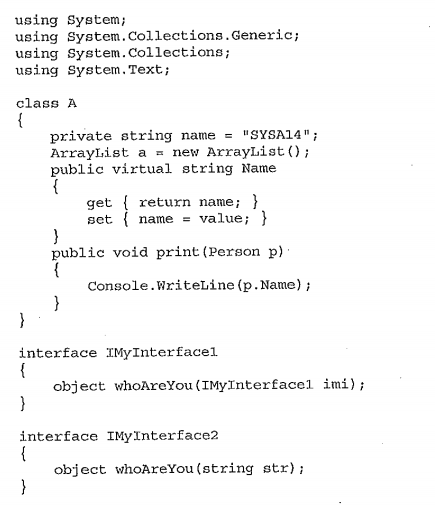 using System;
using System.Collections.Generic;
using System.Collections;
using System.Text;

class A
{
    private string name = "SYSA14";
    ArrayList a = new ArrayList();
    public virtual string Name
    {
        get { return name; }
        set { name = value; }
    }
    public void print(Person p)
    {
        Console.WriteLine(p.Name);
    }
}

interface IMyInterface1
{
    object whoAreYou(IMyInterface1 imi);
}

interface IMyInterface2
{
    object whoAreYou(string str);
}